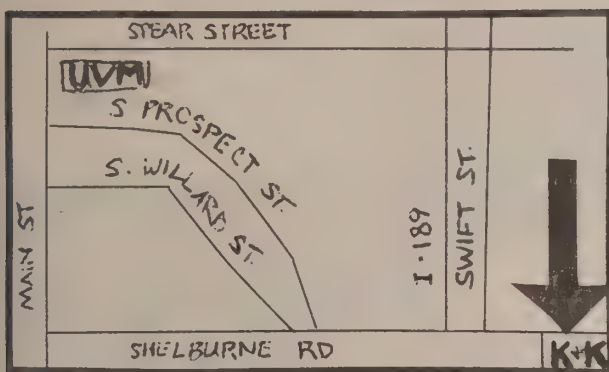 SPEAR STREET
UVM
S PROSPECT ST.
S. WILLARD ST.
MAIN ST
I-189
SWIFT ST.
SHELBURNE RD
K+K